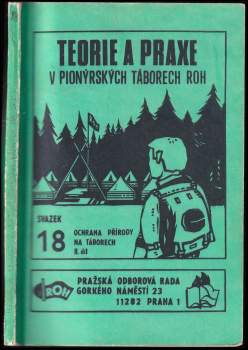 TEORIE A PRAXE
V PIONÝRSKÝCH TÁBORECH ROH
SVAZEK
18
OCHRANA PŘÍRODY
NA TÁBORECH
II. díl
ROH
PRAŽSKÁ ODBOROVÁ RADA
GORKÉHO NÁMĚSTÍ 23
11282 PRAHA 1